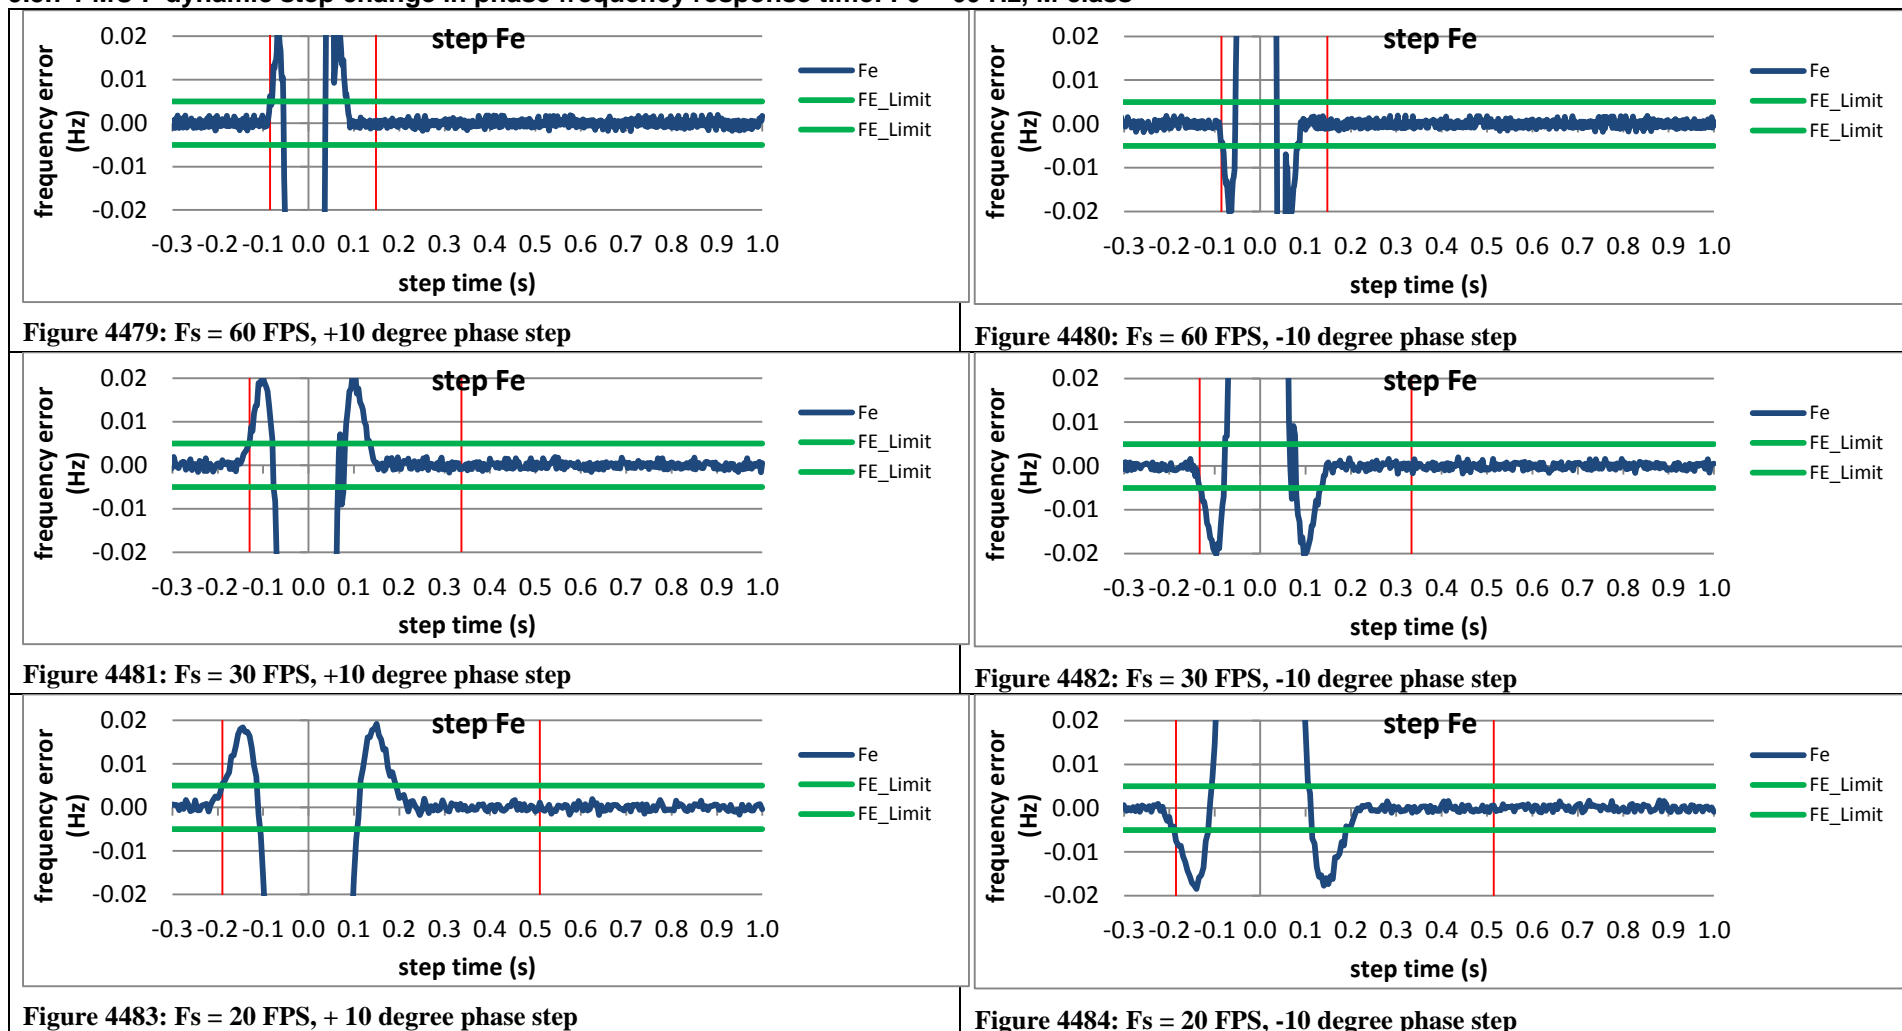 dynamic step change in phase frequency response time:
step Fe
frequency error
(Hz)
0.02
0.01
0.00
-0.01
-0.02
-0.3 -0.2 -0.1 0.0 0.1 0.2 0.3 0.4 0.5 0.6 0.7 0.8 0.9 1.0
step time (s)
Fe
FE_Limit
FE_Limit
Figure 4479: Fs = 60 FPS, +10 degree phase step
step Fe
frequency error
(Hz)
0.02
0.01
0.00
-0.01
-0.02
-0.3 -0.2 -0.1 0.0 0.1 0.2 0.3 0.4 0.5 0.6 0.7 0.8 0.9 1.0
step time (s)
Fe
FE_Limit
FE_Limit
Figure 4480: Fs = 60 FPS, -10 degree phase step
step Fe
frequency error
(Hz)
0.02
0.01
0.00
-0.01
-0.02
-0.3 -0.2 -0.1 0.0 0.1 0.2 0.3 0.4 0.5 0.6 0.7 0.8 0.9 1.0
step time (s)
Fe
FE_Limit
FE_Limit
Figure 4481: Fs = 30 FPS, +10 degree phase step
step Fe
frequency error
(Hz)
0.02
0.01
0.00
-0.01
-0.02
-0.3 -0.2 -0.1 0.0 0.1 0.2 0.3 0.4 0.5 0.6 0.7 0.8 0.9 1.0
step time (s)
Fe
FE_Limit
FE_Limit
Figure 4482: Fs = 30 FPS, -10 degree phase step
step Fe
frequency error
(Hz)
0.02
0.01
0.00
-0.01
-0.02
-0.3 -0.2 -0.1 0.0 0.1 0.2 0.3 0.4 0.5 0.6 0.7 0.8 0.9 1.0
step time (s)
Fe
FE_Limit
FE_Limit
Figure 4483: Fs = 20 FPS, + 10 degree phase step
step Fe
frequency error
(Hz)
0.02
0.01
0.00
-0.01
-0.02
-0.3 -0.2 -0.1 0.0 0.1 0.2 0.3 0.4 0.5 0.6 0.7 0.8 0.9 1.0
step time (s)
Fe
FE_Limit
FE_Limit
Figure 4484: Fs = 20 FPS, -10 degree phase step